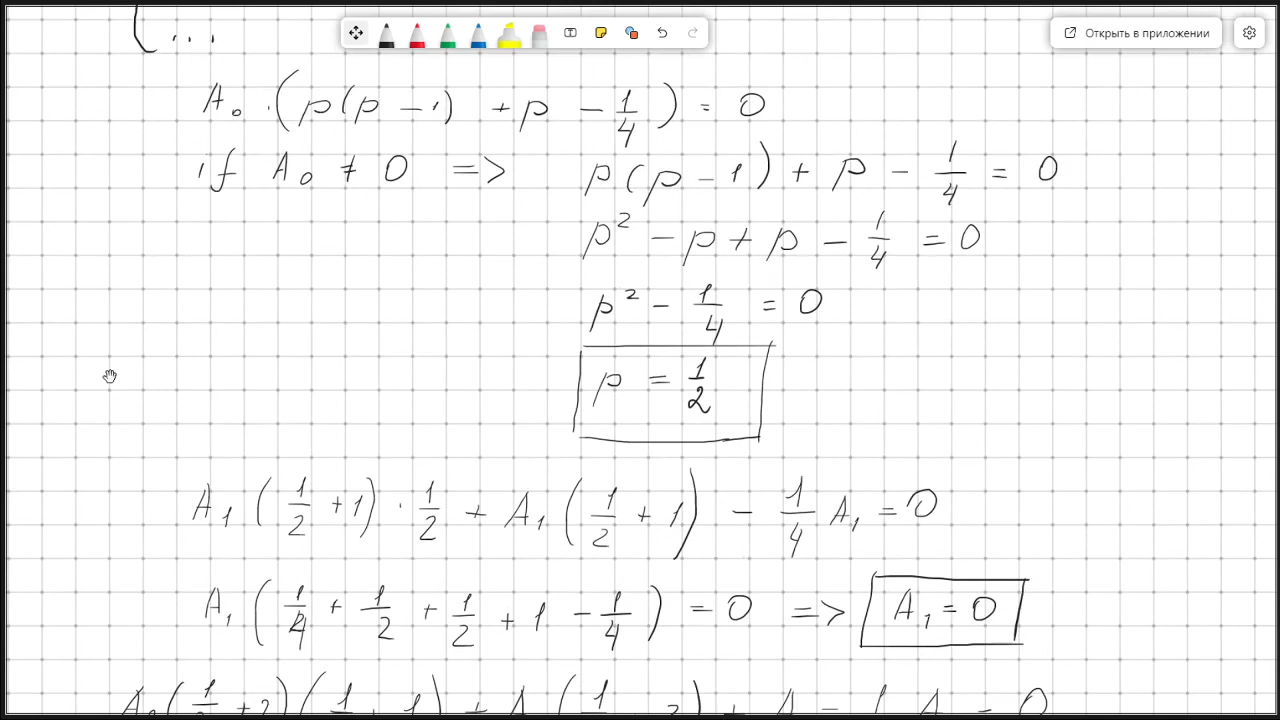 ...
Открыть в приложении
A₀ · (p(p - 1) + p - 1/4) = 0
if A₀ ≠ 0 => p(p - 1) + p - 1/4 = 0
p² - p + p - 1/4 = 0
p² - 1/4 = 0
p = 1/2
A₁ (1/2 + 1) · 1/2 + A₁ (1/2 + 1) - 1/4 A₁ = 0
A₁ (1/4 + 1/2 + 1/2 + 1 - 1/4) = 0 => A₁ = 0